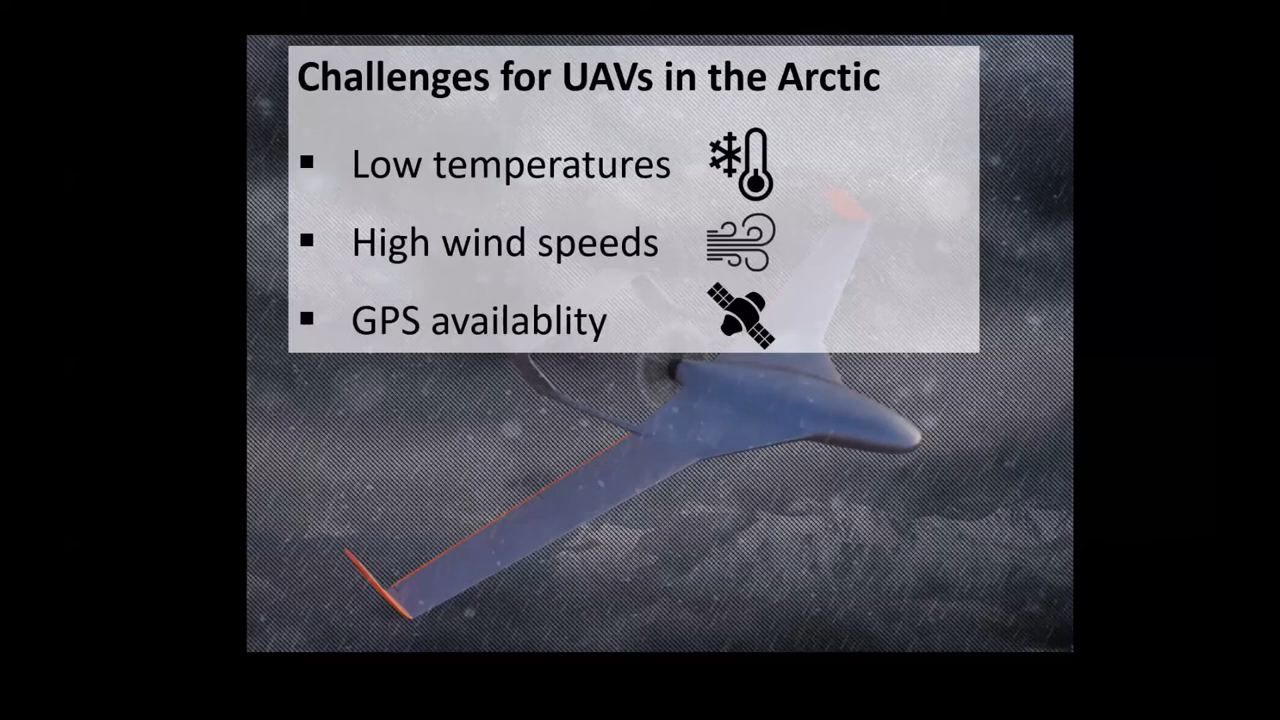 Challenges for UAVs in the Arctic
▪ Low temperatures
▪ High wind speeds
▪ GPS availablity